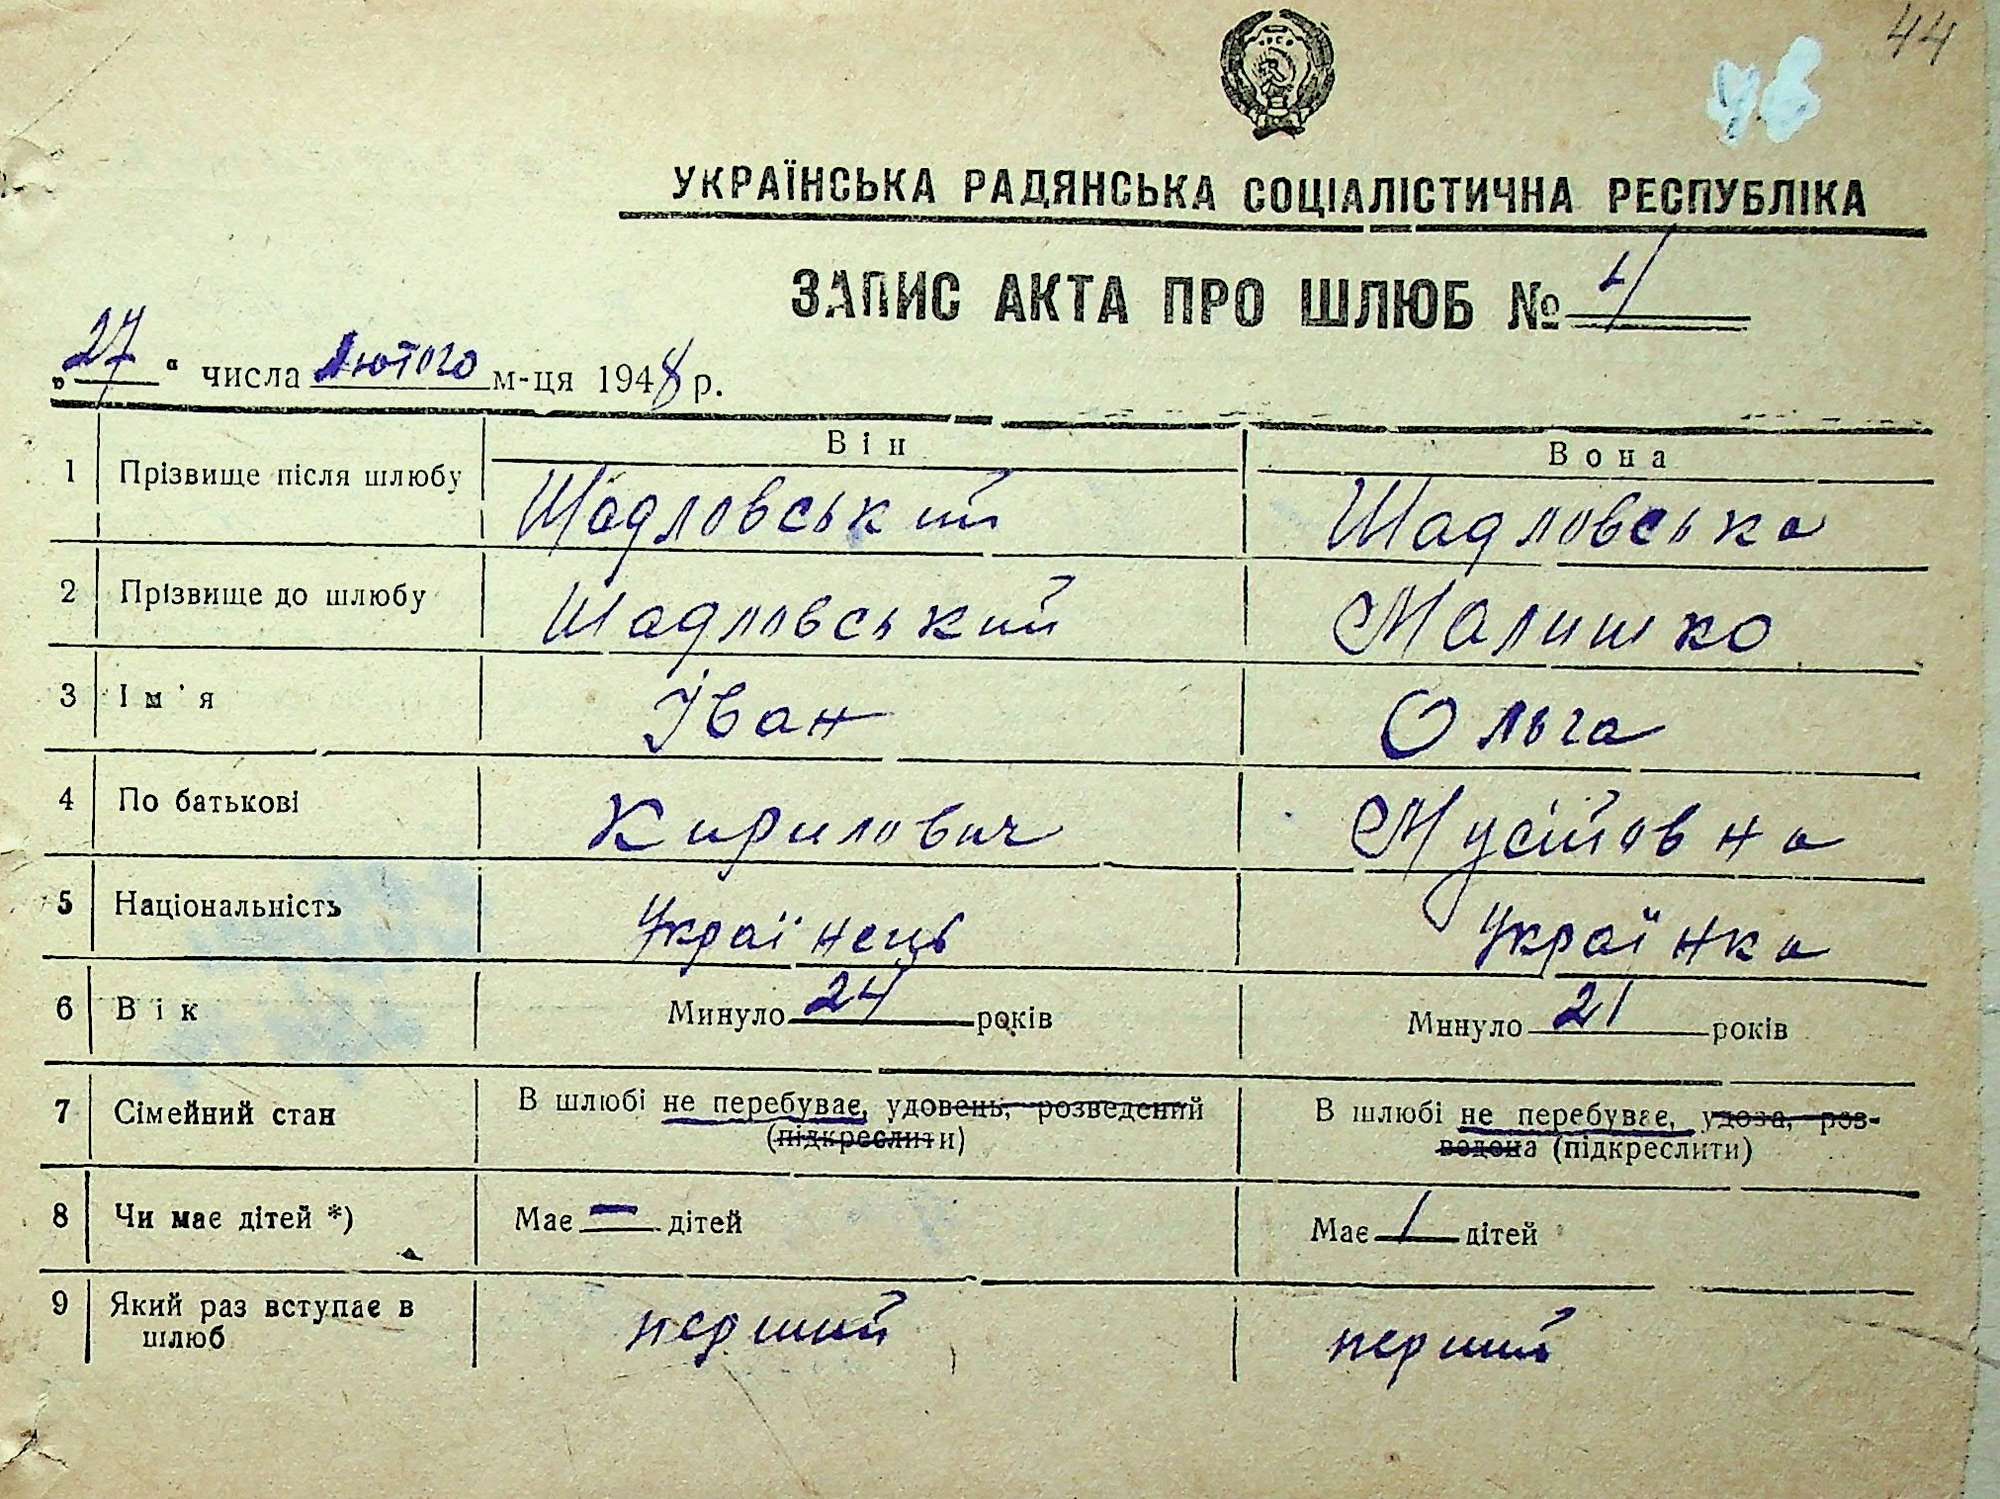 44
УКРАЇНСЬКА РАДЯНСЬКА СОЦІАЛІСТИЧНА РЕСПУБЛІКА
ЗАПИС АКТА ПРО ШЛЮБ № 4
„27“ числа Лютого м-ця 1948 р.
Він Вона
1 Прізвище після шлюбу Шадловський Шадловська
2 Прізвище до шлюбу Шадловський Малишко
3 Ім'я Іван Ольга
4 По батькові Кирилович Мусійовна
5 Національність Українець Українка
6 Вік Минуло 24 років Минуло 21 років
7 Сімейний стан В шлюбі не перебуває, удовень, розведений В шлюбі не перебуває, удова, роз-
(підкреслити) ведена (підкреслити)
8 Чи має дітей *) Має — дітей Має 1 дітей
9 Який раз вступає в перший перший
шлюб